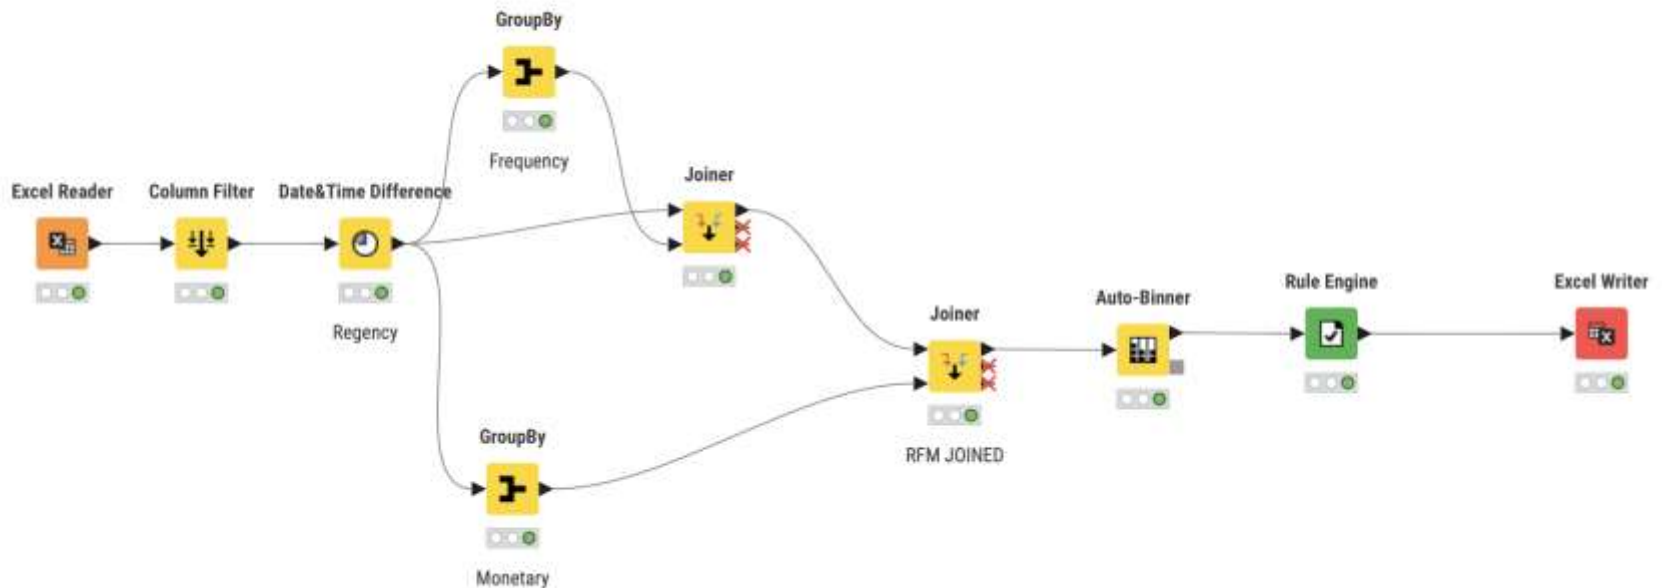 GroupBy
Frequency
Excel Reader
Column Filter
Date&Time Difference
Regency
Joiner
GroupBy
Monetary
Joiner
RFM JOINED
Auto-Binner
Rule Engine
Excel Writer